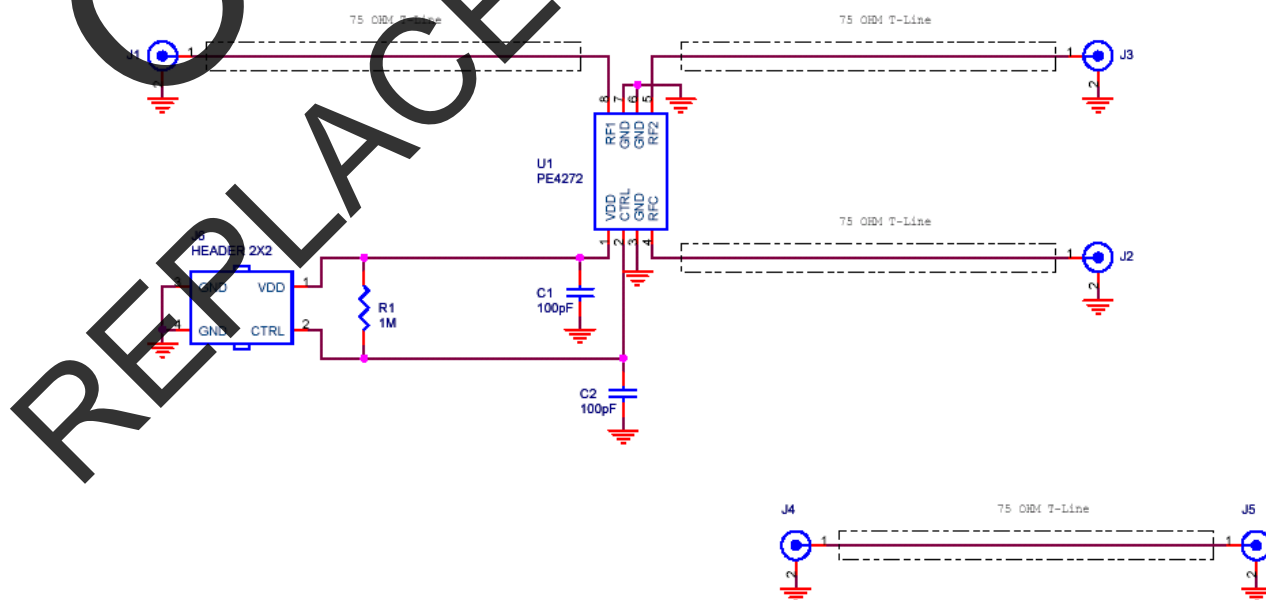 75 OHM T-Line
75 OHM T-Line
J1
1
1
J3
2
8
7
6
5
2
RF1
GND
GND
RF2
U1
PE4272
VDD
CTRL
GND
RFC
75 OHM T-Line
1
2
3
4
1
J2
2
J6
HEADER 2X2
3
GND
VDD
1
4
GND
CTRL
2
R1
1M
C1
100pF
C2
100pF
REPLACE
J4
75 OHM T-Line
J5
1
1
2
2